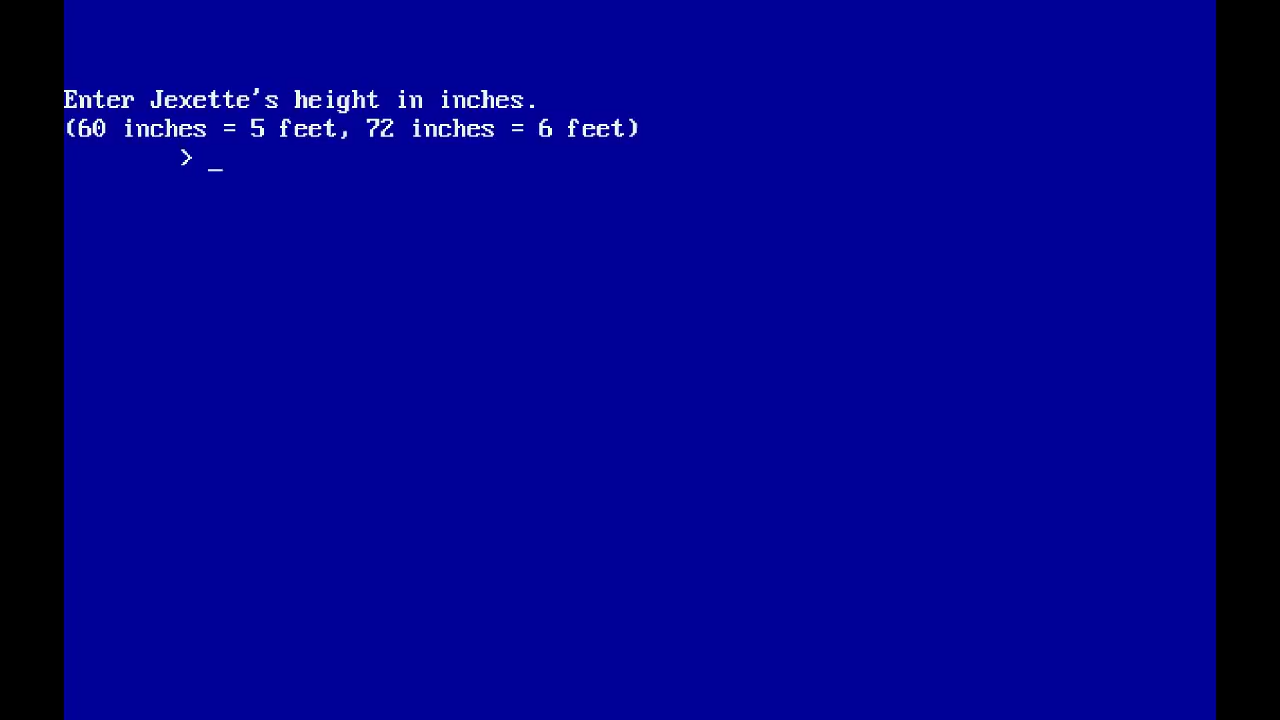 Enter Jexette's height in inches.
(60 inches = 5 feet, 72 inches = 6 feet)
> _